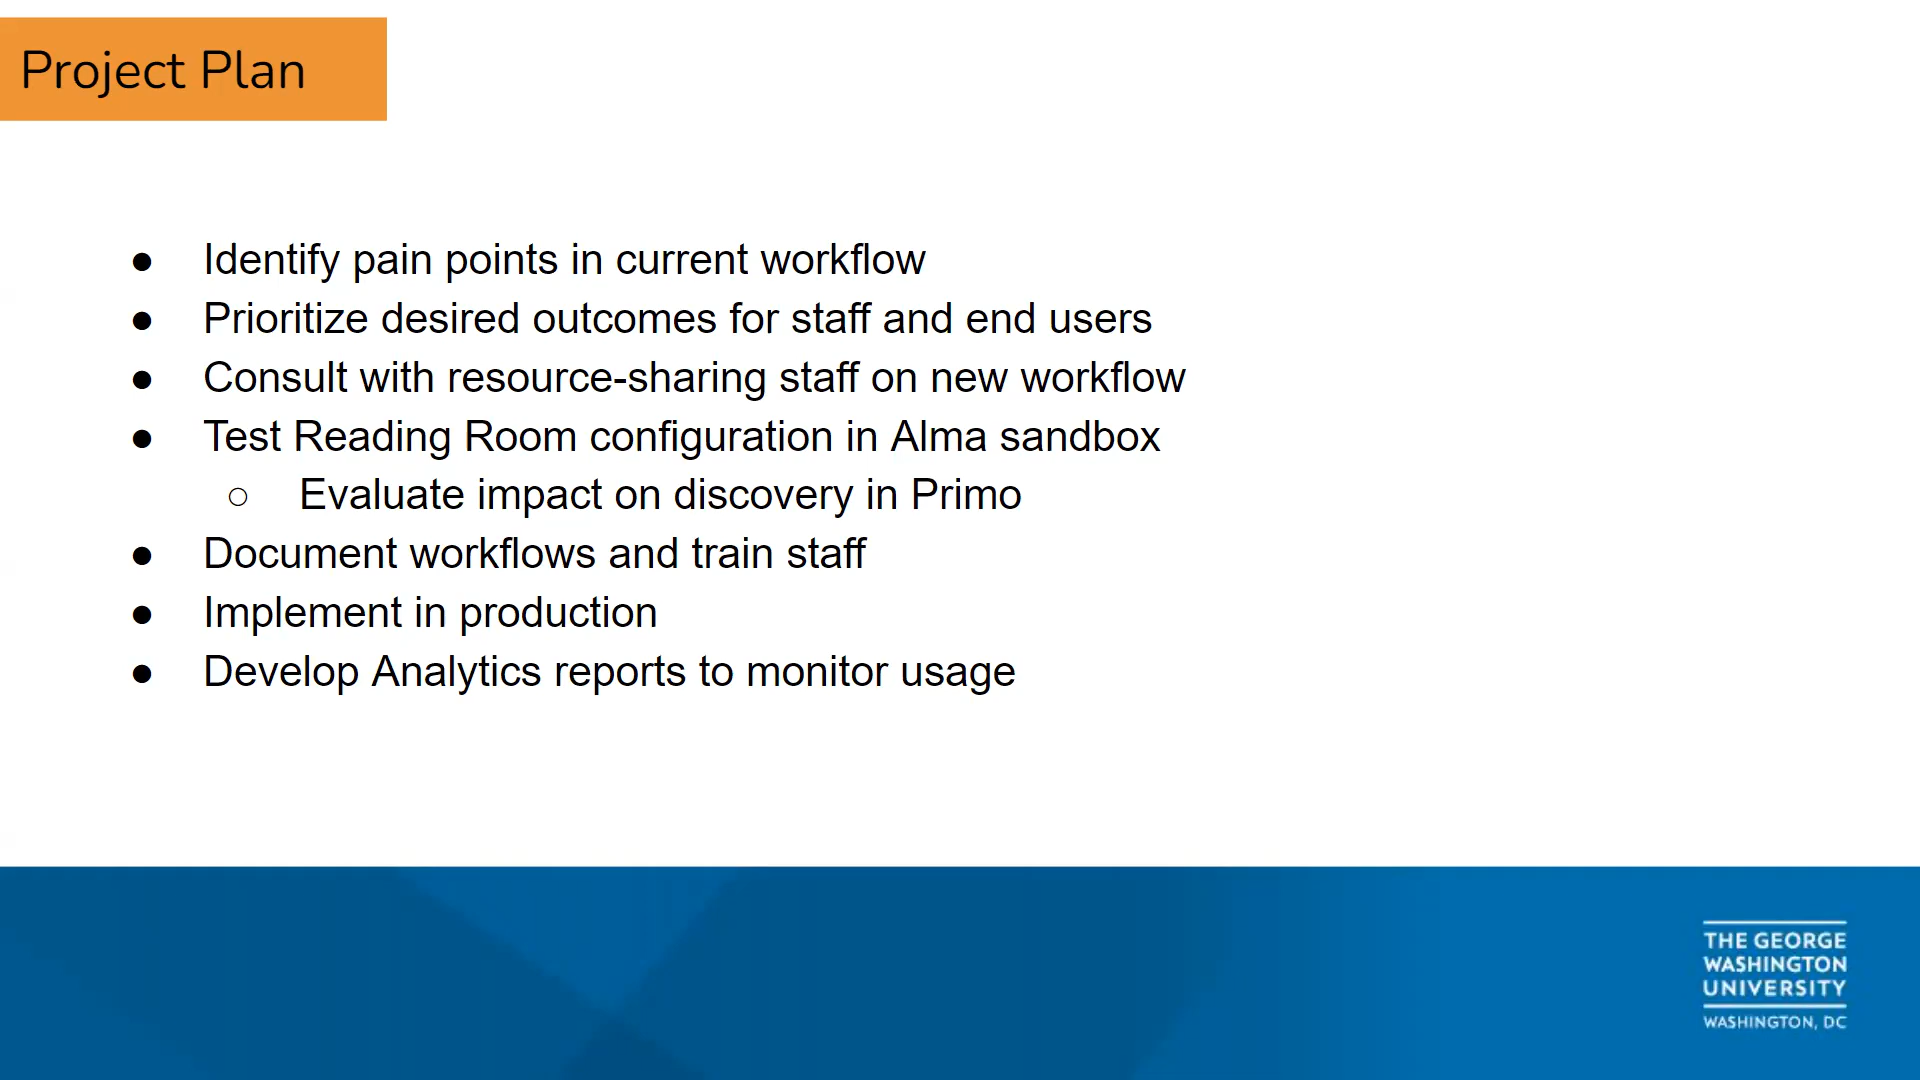 Project Plan
● Identify pain points in current workflow
● Prioritize desired outcomes for staff and end users
● Consult with resource-sharing staff on new workflow
● Test Reading Room configuration in Alma sandbox
○ Evaluate impact on discovery in Primo
● Document workflows and train staff
● Implement in production
● Develop Analytics reports to monitor usage
THE GEORGE
WASHINGTON
UNIVERSITY
WASHINGTON, DC